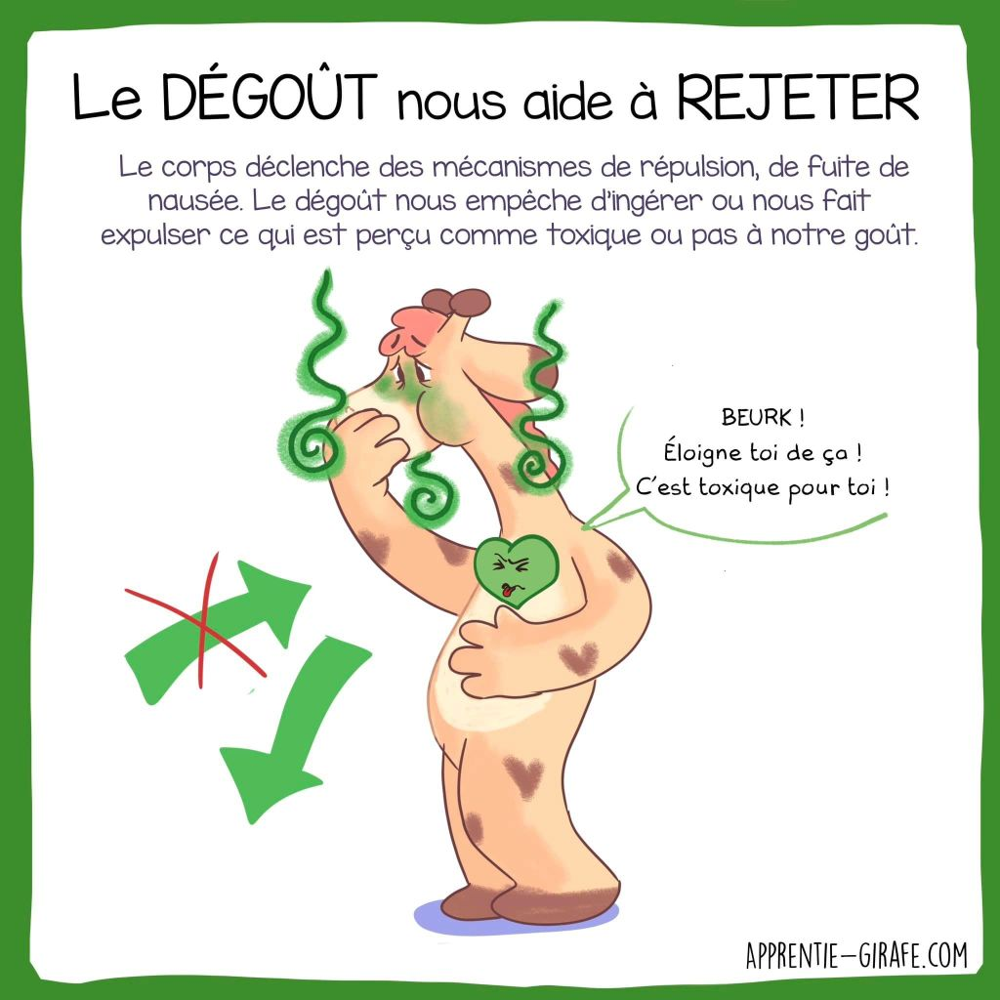 Le DÉGOÛT nous aide à REJETER
Le corps déclenche des mécanismes de répulsion, de fuite de
nausée. Le dégoût nous empêche d'ingérer ou nous fait
expulser ce qui est perçu comme toxique ou pas à notre goût.
BEURK !
Éloigne toi de ça !
C'est toxique pour toi !
APPRENTIE-GIRAFE.COM